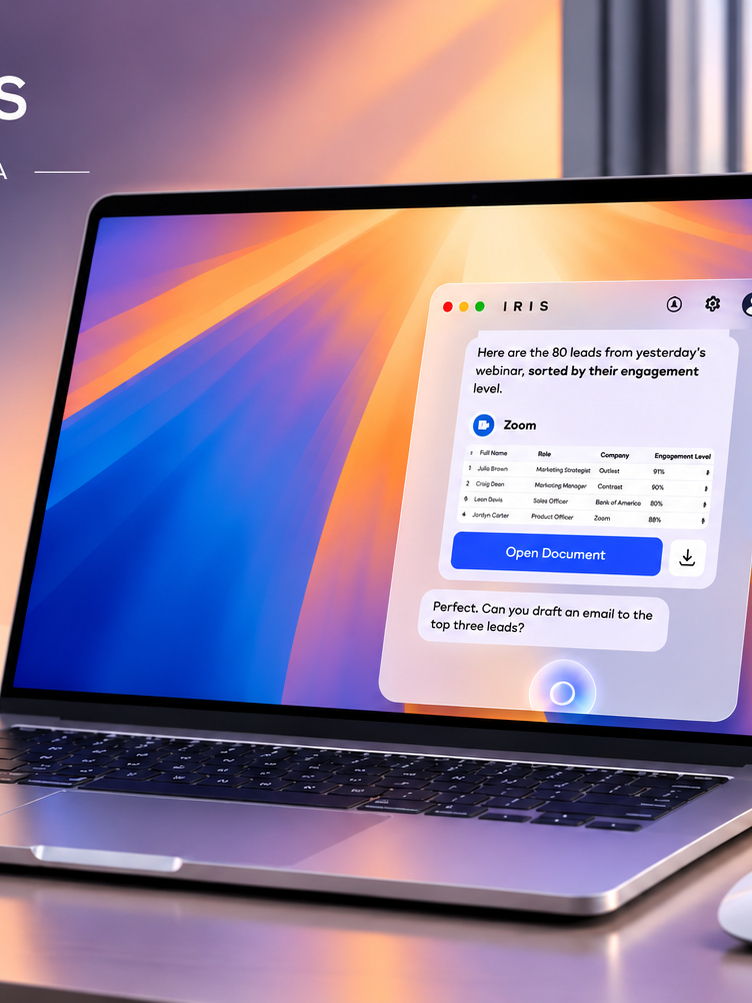 S
A
IRIS
Here are the 80 leads from yesterday's
webinar, sorted by their engagement
level.
Zoom
Full Name Role Company Engagement Level
1 Julia Brown Marketing Strategist Outlest 91%
2 Craig Dean Marketing Manager Contrast 90%
Leon Davis Sales Officer Bank of America 80%
4 Jordyn Carter Product Officer Zoom 88%
Open Document
Perfect. Can you draft an email to the
top three leads?